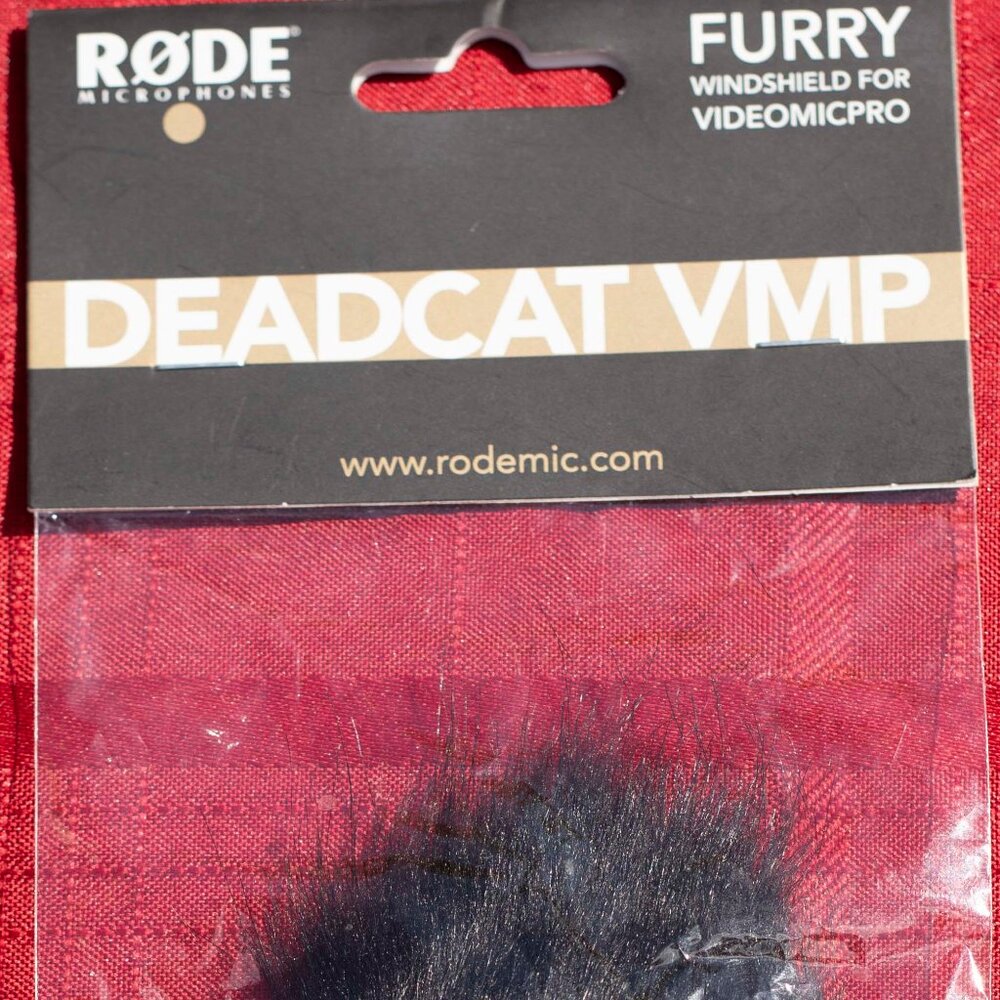 RØDE
MICROPHONES
FURRY
WINDSHIELD FOR
VIDEOMICPRO
DEADCAT VMP
www.rodemic.com